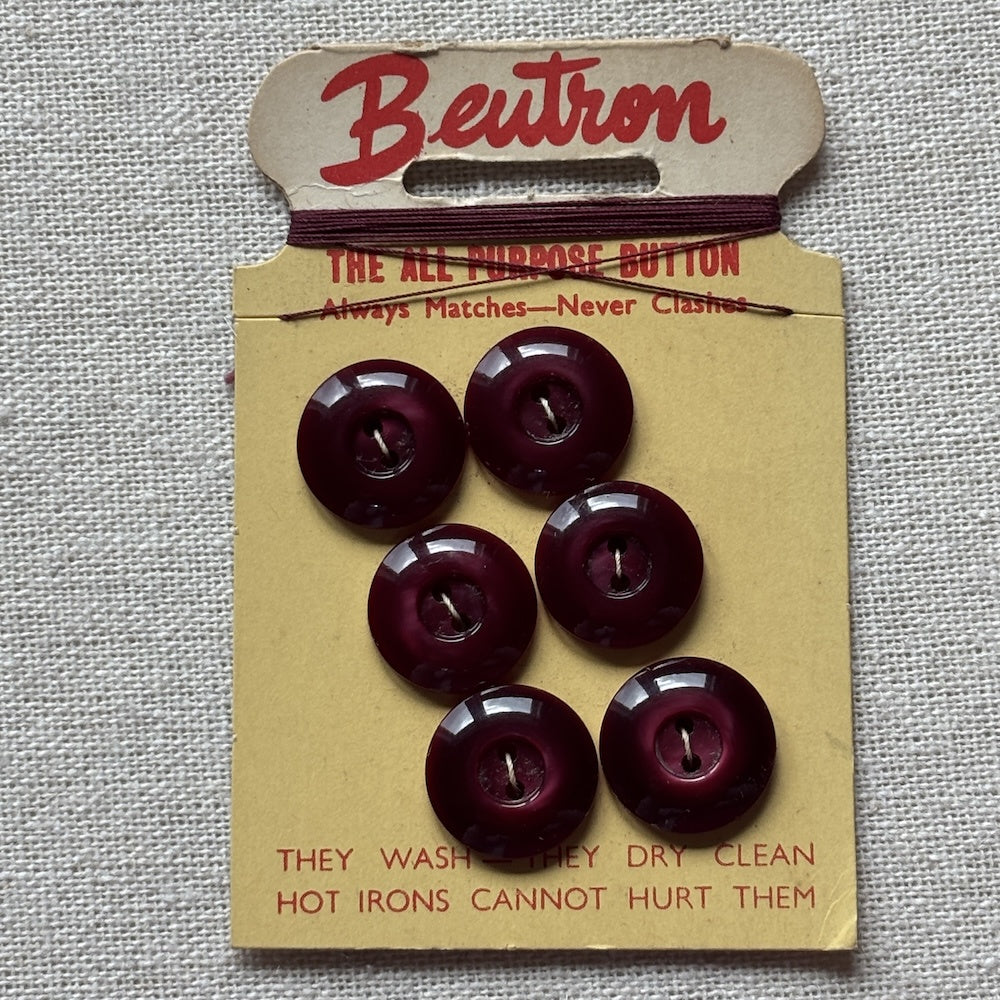 Beutron
THE ALL PURPOSE BUTTON
Always Matches—Never Clashes
THEY WASH — THEY DRY CLEAN
HOT IRONS CANNOT HURT THEM